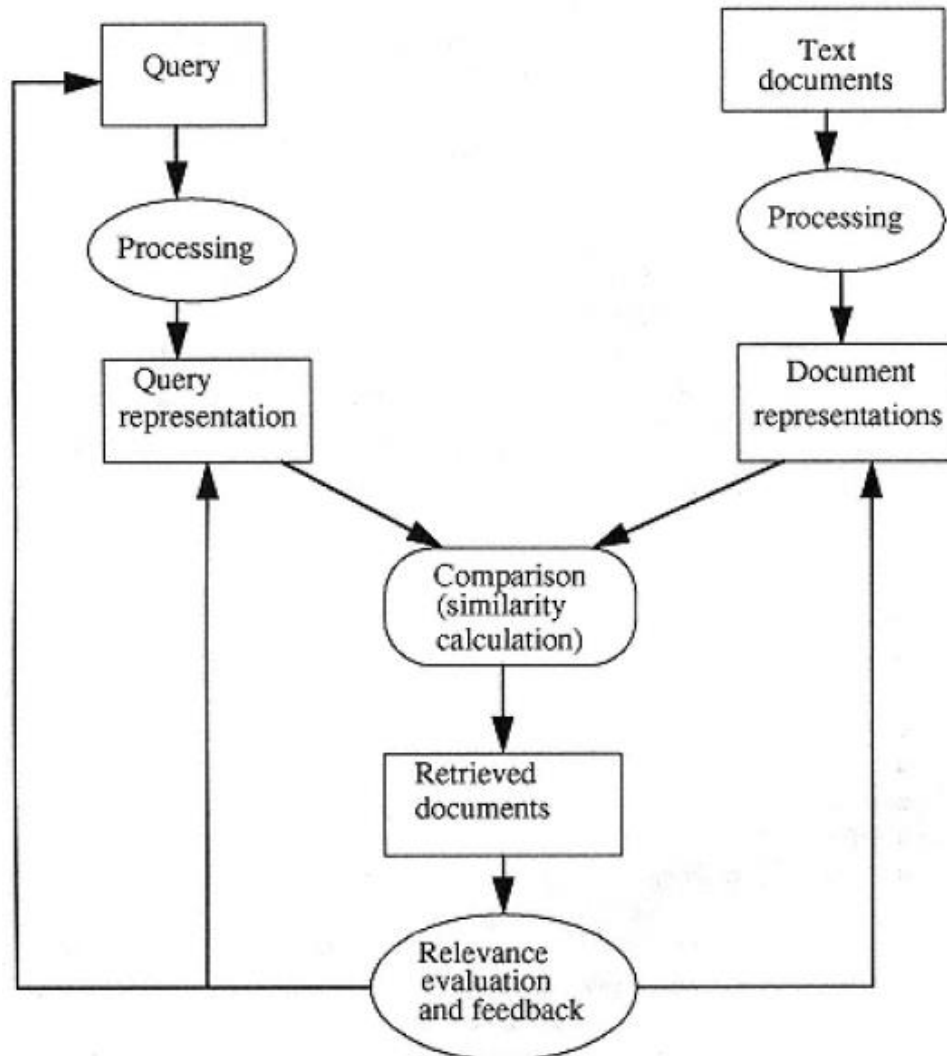 Query
Text
documents
Processing
Processing
Query
representation
Document
representations
Comparison
(similarity
calculation)
Retrieved
documents
Relevance
evaluation
and feedback